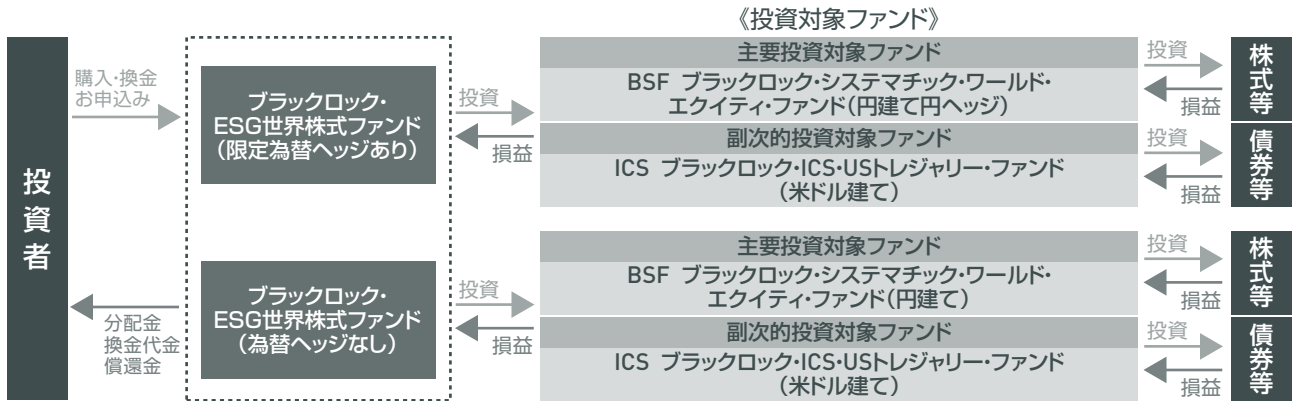 《投資対象ファンド》
投資者
購入・換金
お申込み
分配金
換金代金
償還金
ブラックロック・
ESG世界株式ファンド
（限定為替ヘッジあり）
投資
損益
主要投資対象ファンド
BSF ブラックロック・システマチック・ワールド・
エクイティ・ファンド（円建て円ヘッジ）
投資
損益
株式等
副次的投資対象ファンド
ICS ブラックロック・ICS・USトレジャリー・ファンド
（米ドル建て）
投資
損益
債券等
ブラックロック・
ESG世界株式ファンド
（為替ヘッジなし）
投資
損益
主要投資対象ファンド
BSF ブラックロック・システマチック・ワールド・
エクイティ・ファンド（円建て）
投資
損益
株式等
副次的投資対象ファンド
ICS ブラックロック・ICS・USトレジャリー・ファンド
（米ドル建て）
投資
損益
債券等